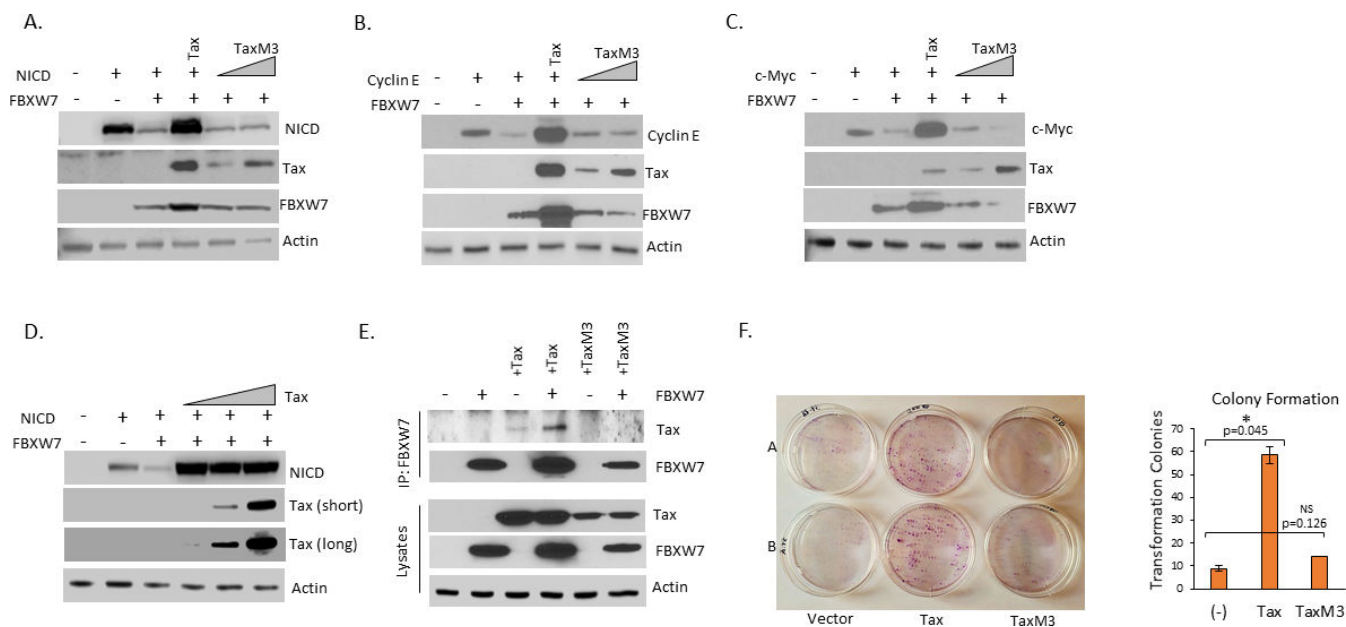 A.
Tax
TaxM3
NICD - + + + 
FBXW7 - - + + + +
NICD
Tax
FBXW7
Actin
B.
Tax
TaxM3
Cyclin E - + + +
FBXW7 - - + + + +
Cyclin E
Tax
FBXW7
Actin
C.
Tax
TaxM3
c-Myc - + + +
FBXW7 - - + + + +
c-Myc
Tax
FBXW7
Actin
D.
Tax
NICD - + + + + +
FBXW7 - - + + + +
NICD
Tax (short)
Tax (long)
Actin
E.
+Tax
+Tax
+TaxM3
+TaxM3
- + - + - + FBXW7
IP: FBXW7
Tax
FBXW7
Lysates
Tax
FBXW7
Actin
F.
A
B
Vector Tax TaxM3
Colony Formation
*
p=0.045
NS
p=0.126
Transformation Colonies
70
60
50
40
30
20
10
0
(-) Tax TaxM3